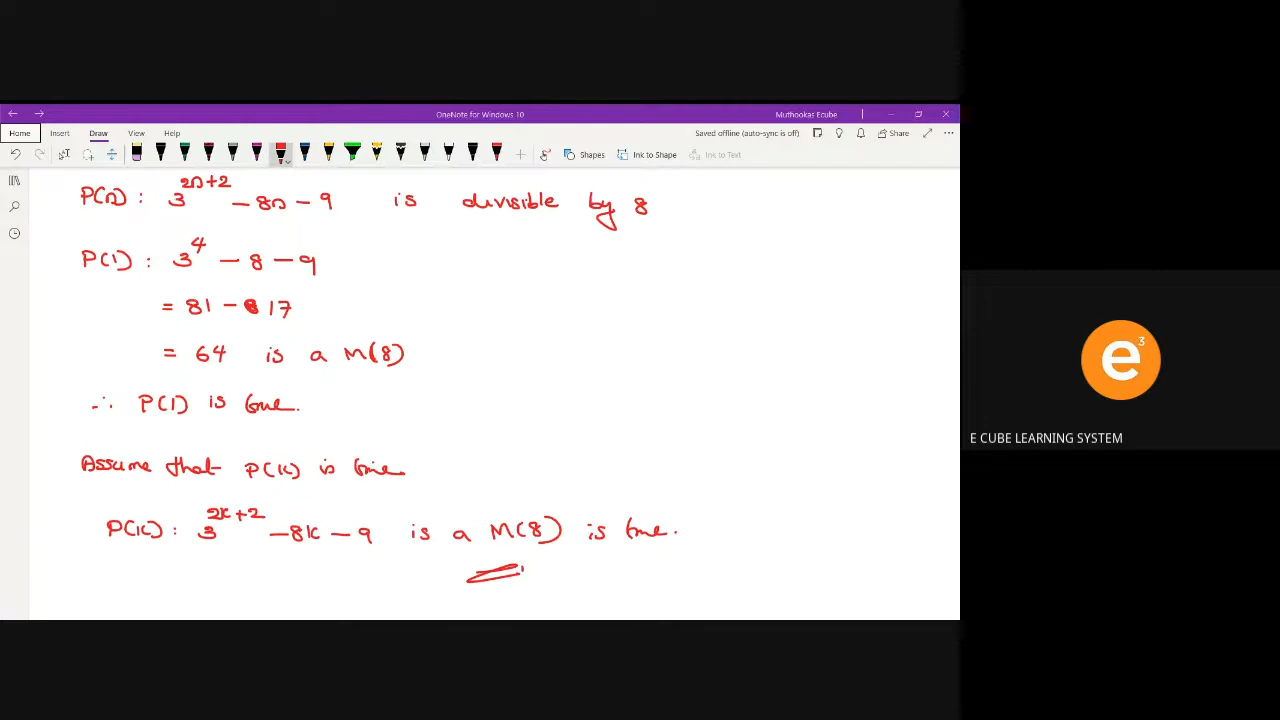 OneNote for Windows 10
Muthookas Ecube
Home Insert Draw View Help
Saved offline (auto-sync is off)
Share
Shapes
Ink to Shape
Ink to Text
P(n) : 3^{2n+2} - 8n - 9 is divisible by 8
P(1) : 3^4 - 8 - 9
= 81 - 17
= 64 is a M(8)
∴ P(1) is true.
Assume that P(k) is true
P(k) : 3^{2k+2} - 8k - 9 is a M(8) is true.
e3
E CUBE LEARNING SYSTEM